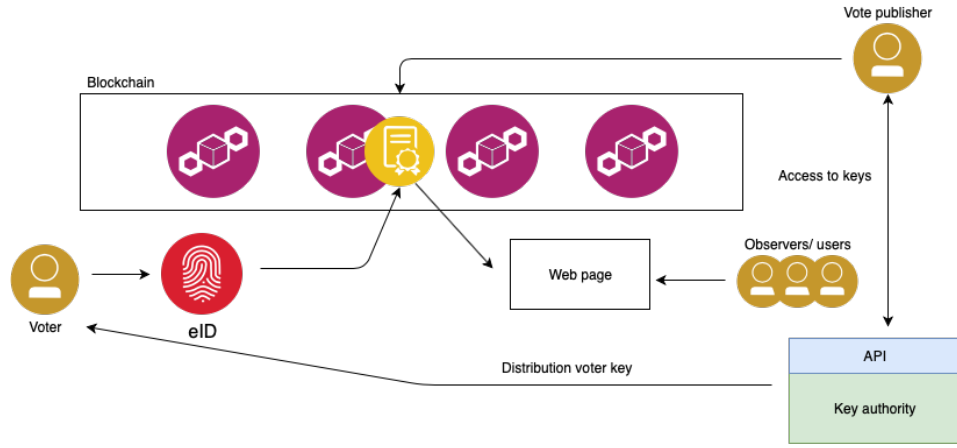 Vote publisher
Blockchain
Access to keys
Observers/ users
Web page
Voter
eID
API
Distribution voter key
Key authority